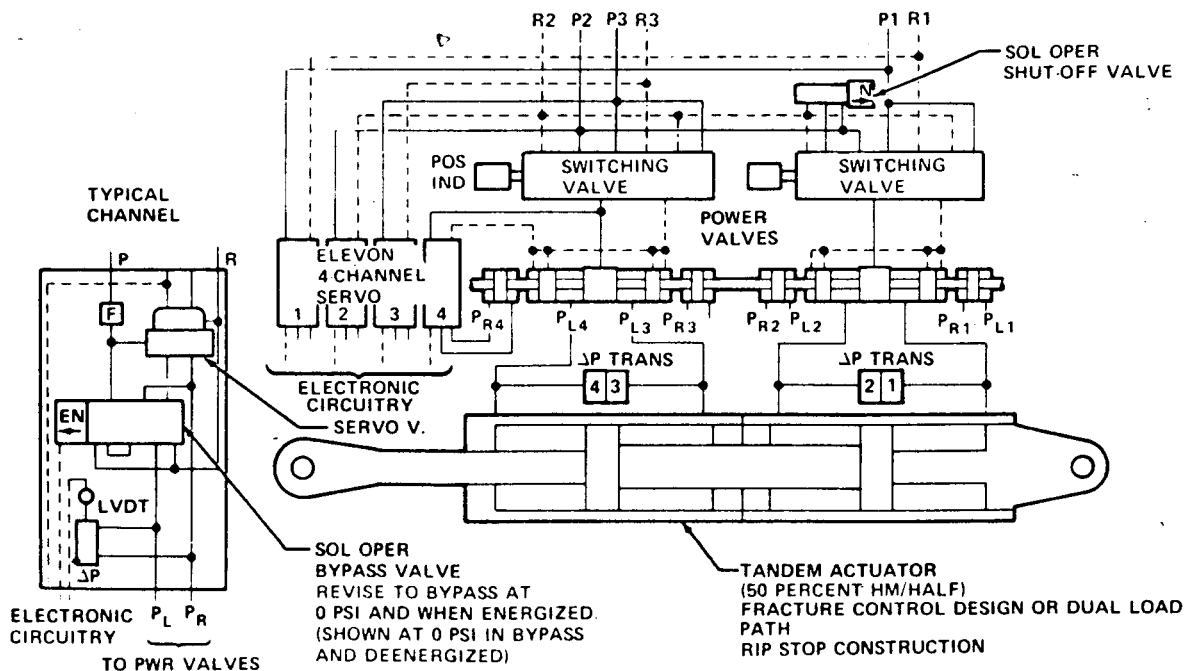 R2 P2 P3 R3 P1 R1
SOL OPER
SHUT-OFF VALVE
N
POS
IND
SWITCHING
VALVE
SWITCHING
VALVE
TYPICAL
CHANNEL
POWER
VALVES
P R
ELEVON
4 CHANNEL
SERVO
1 2 3 4
F
PR4 PL4 PL3 PR3 PR2 PL2 PR1 PL1
ΔP TRANS
4 3
ΔP TRANS
2 1
ELECTRONIC
CIRCUITRY
SERVO V.
EN
LVDT
ΔP
SOL OPER
BYPASS VALVE
REVISE TO BYPASS AT
0 PSI AND WHEN ENERGIZED.
(SHOWN AT 0 PSI IN BYPASS
AND DEENERGIZED)
TANDEM ACTUATOR
(50 PERCENT HM/HALF)
FRACTURE CONTROL DESIGN OR DUAL LOAD
PATH
RIP STOP CONSTRUCTION
ELECTRONIC
CIRCUITRY
PL PR
TO PWR VALVES